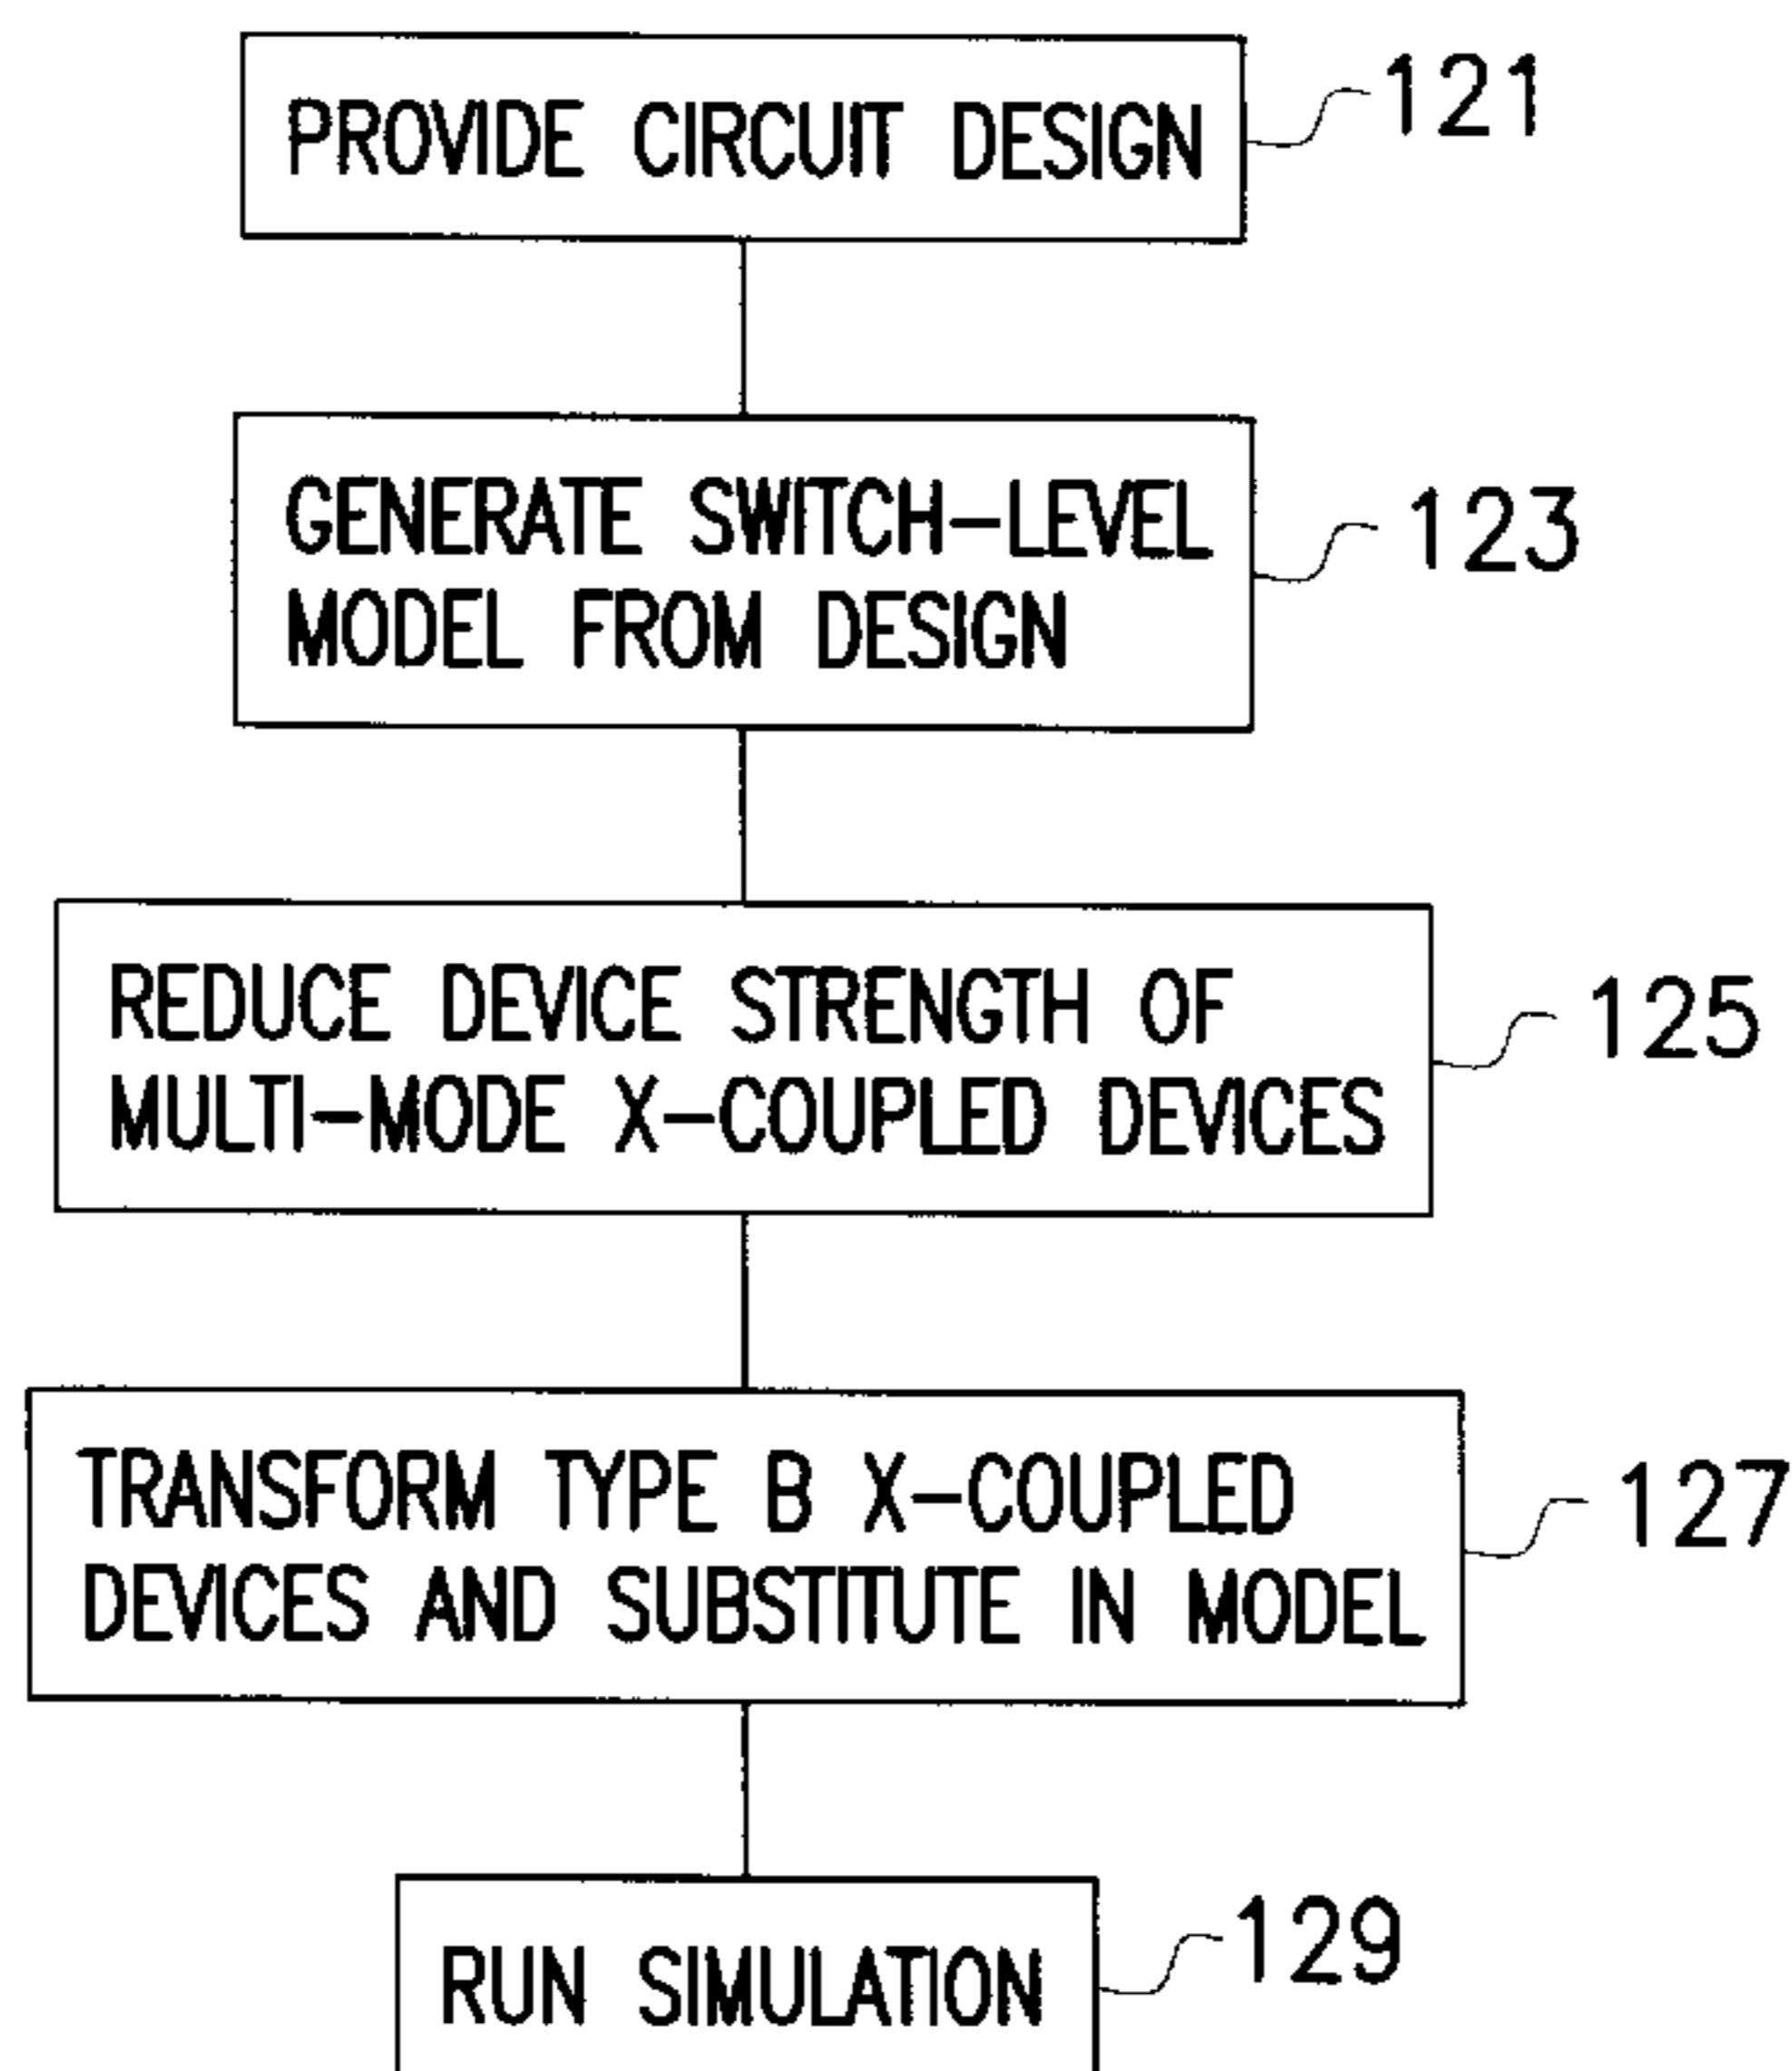 PROVIDE CIRCUIT DESIGN
121
GENERATE SWITCH-LEVEL
MODEL FROM DESIGN
123
REDUCE DEVICE STRENGTH OF
MULTI-MODE X-COUPLED DEVICES
125
TRANSFORM TYPE B X-COUPLED
DEVICES AND SUBSTITUTE IN MODEL
127
RUN SIMULATION
129